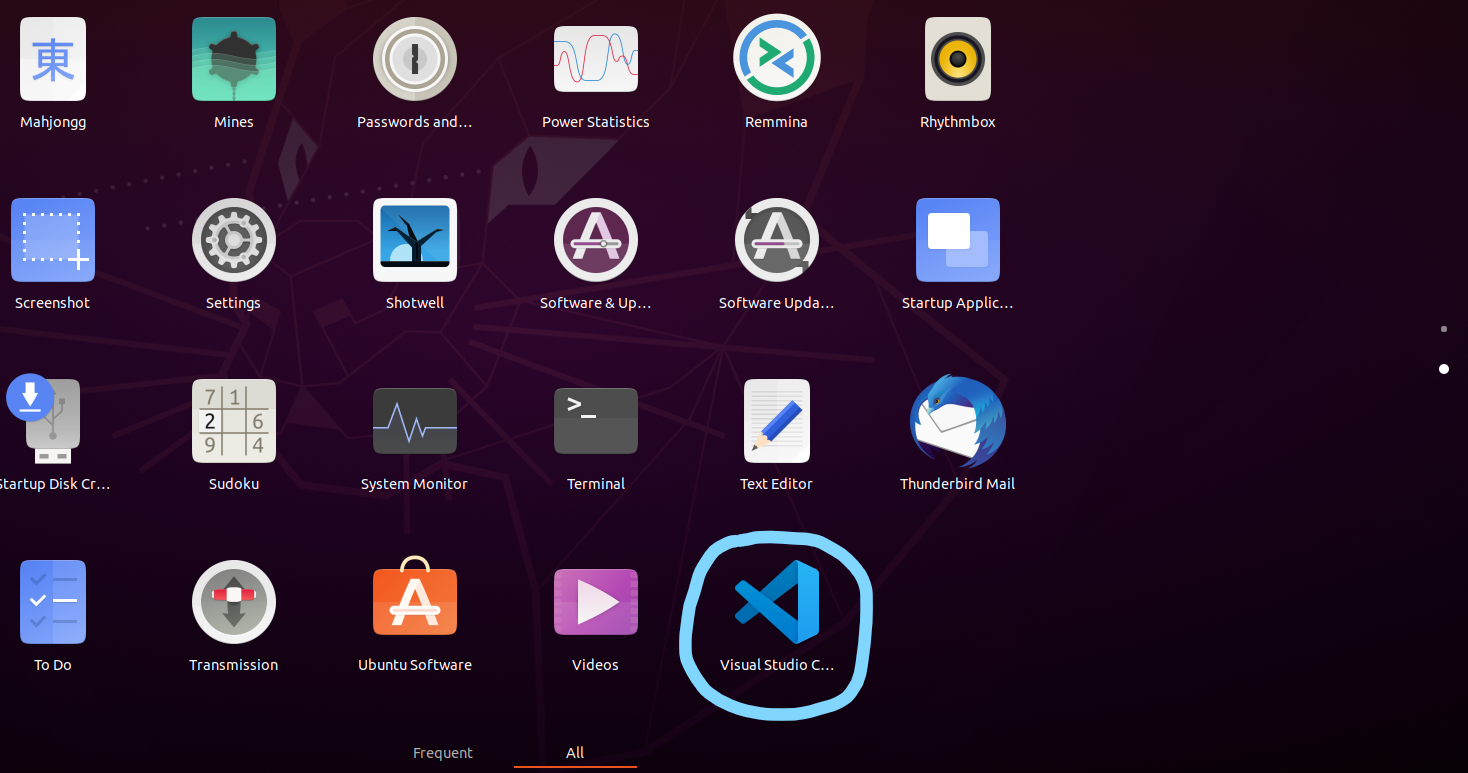 東
Mahjongg
Mines
Passwords and…
Power Statistics
Remmina
Rhythmbox
Screenshot
Settings
Shotwell
Software & Up…
Software Upda…
Startup Applic…
7 1
2 6
9 4
>_
Startup Disk Cr…
Sudoku
System Monitor
Terminal
Text Editor
Thunderbird Mail
To Do
Transmission
Ubuntu Software
Videos
Visual Studio C…
Frequent
All